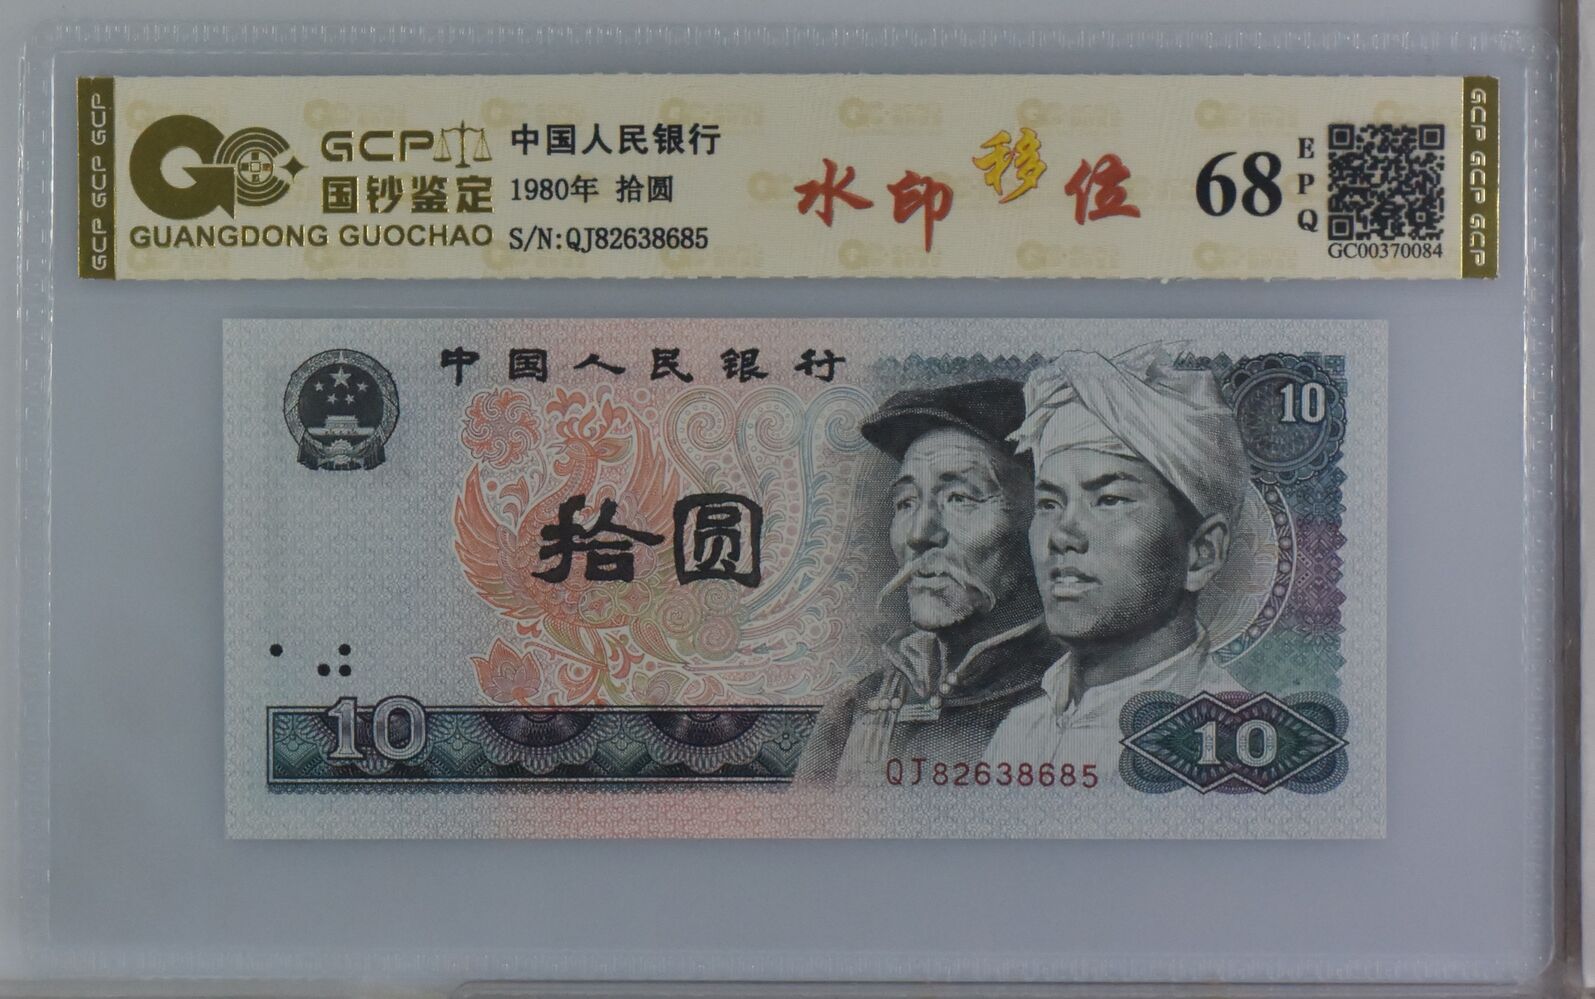 GCP GCP GCP
GCP
国钞鉴定
GUANGDONG GUOCHAO
中国人民银行
1980年 拾圆
S/N:QJ82638685
水印移位
68
EPQ
GC00370084
GCP GCP GCP
中国人民银行
10
拾圆
10
QJ82638685
10